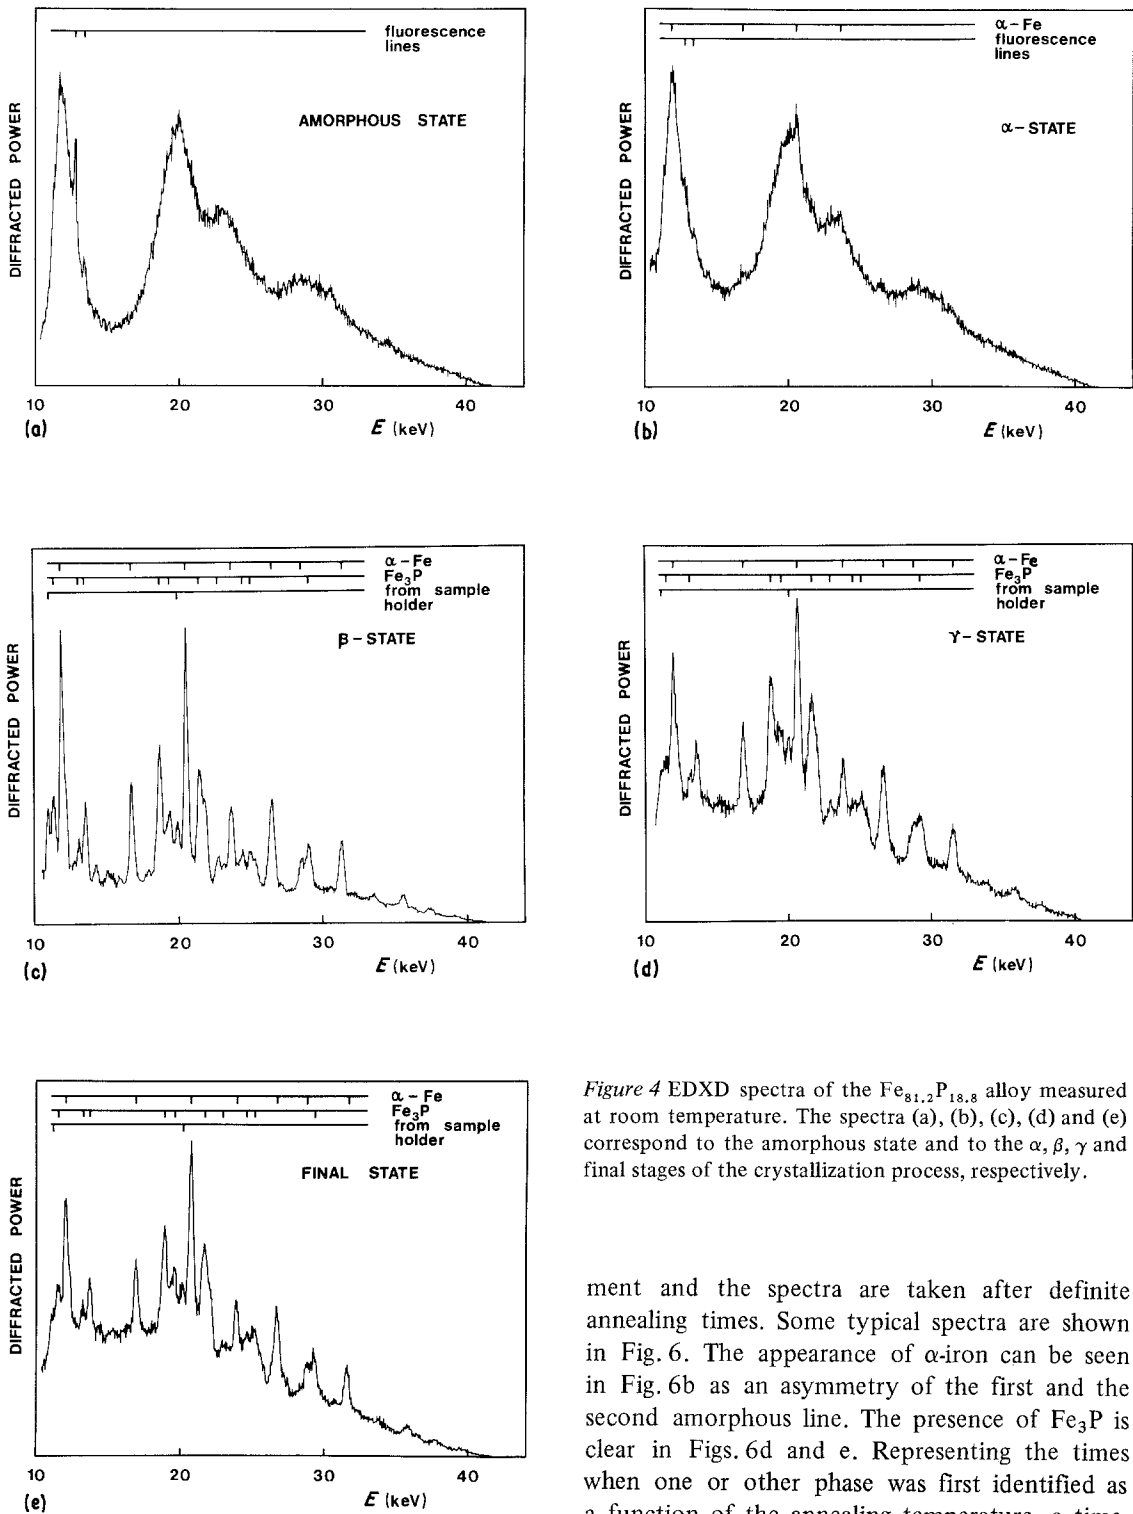 fluorescence
lines
AMORPHOUS STATE
DIFFRACTED POWER
10 20 30 40
(a) E (keV)
α-Fe
fluorescence
lines
α-STATE
DIFFRACTED POWER
10 20 30 40
(b) E (keV)
α-Fe
Fe₃P
from sample
holder
β-STATE
DIFFRACTED POWER
10 20 30 40
(c) E (keV)
α-Fe
Fe₃P
from sample
holder
γ-STATE
DIFFRACTED POWER
10 20 30 40
(d) E (keV)
α-Fe
Fe₃P
from sample
holder
FINAL STATE
DIFFRACTED POWER
10 20 30 40
(e) E (keV)
Figure 4 EDXD spectra of the Fe₈₁.₂P₁₈.₈ alloy measured
at room temperature. The spectra (a), (b), (c), (d) and (e)
correspond to the amorphous state and to the α, β, γ and
final stages of the crystallization process, respectively.
ment and the spectra are taken after definite
annealing times. Some typical spectra are shown
in Fig. 6. The appearance of α-iron can be seen
in Fig. 6b as an asymmetry of the first and the
second amorphous line. The presence of Fe₃P is
clear in Figs. 6d and e. Representing the times
when one or other phase was first identified as
a function of the annealing temperature, a time-